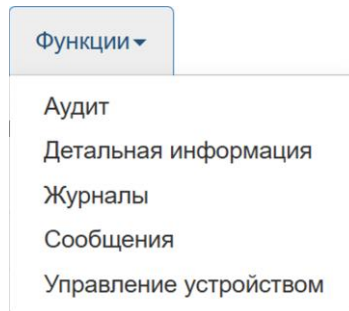 Функции
Аудит
Детальная информация
Журналы
Сообщения
Управление устройством